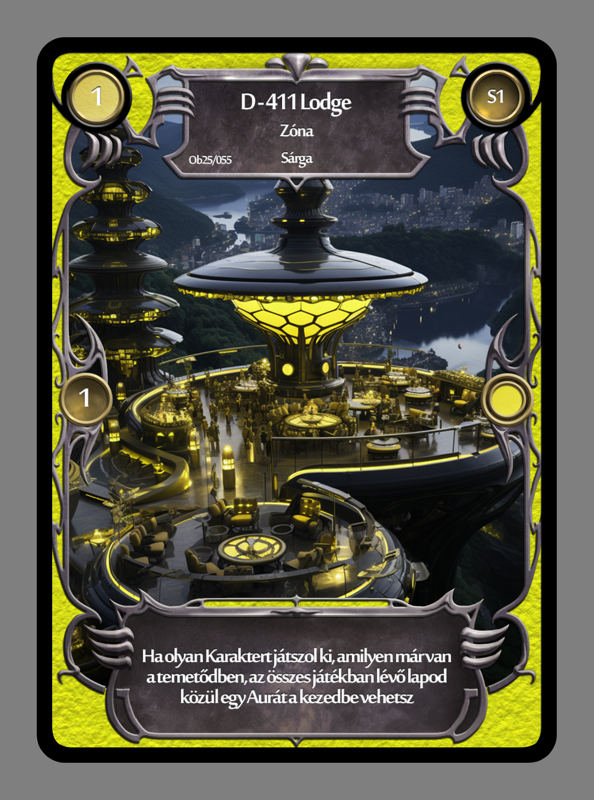 1
S1
D-411 Lodge
Zóna
Ob25/055
Sárga
1
Ha olyan Karaktert játszol ki, amilyen már van
a temetődben, az összes játékban lévő lapod
közül egy Aurát a kezedbe vehetsz